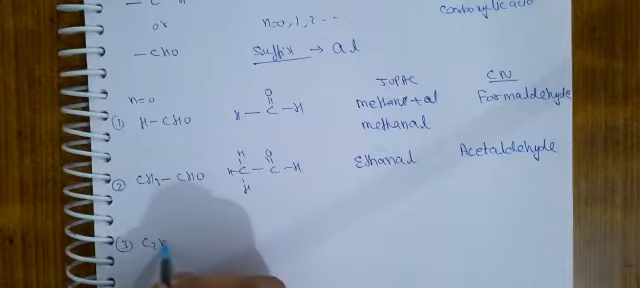 — C H
or
n=0,1,2 ---
Carboxylic acid
—CHO
Suffix → al
n=0
IUPAC
CN
① H—CHO
O
H—C—H
methane+al
Formaldehyde
methanal
② CH3—CHO
H O
H—C—C—H
H
Ethanal
Acetaldehyde
③ C2H